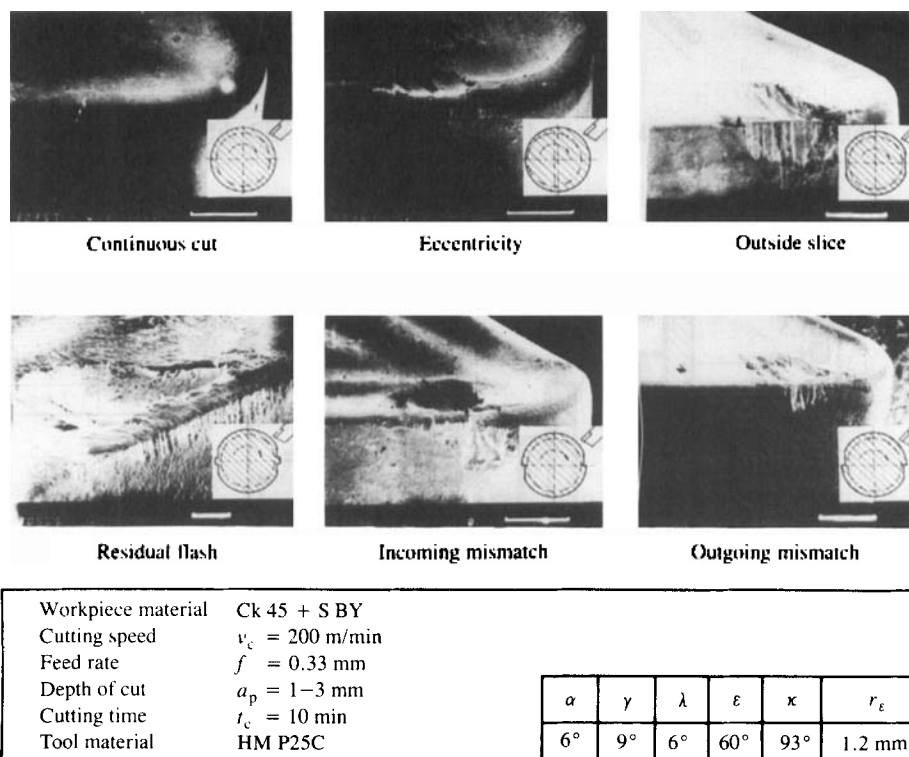 Continuous cut
Eccentricity
Outside slice
Residual flash
Incoming mismatch
Outgoing mismatch
Workpiece material Ck 45 + S BY
Cutting speed v_c = 200 m/min
Feed rate f = 0.33 mm
Depth of cut a_p = 1–3 mm
Cutting time t_c = 10 min
Tool material HM P25C
α γ λ ε κ r_ε
6° 9° 6° 60° 93° 1.2 mm